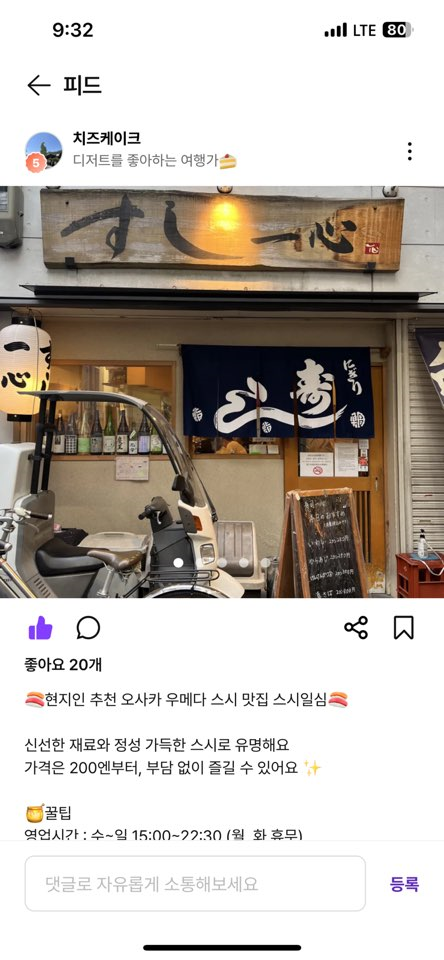 9:32
LTE 80
피드
치즈케이크
5
디저트를 좋아하는 여행가🍰
すし一心
すし一心
にぎり
寿し
좋아요 20개
🍣현지인 추천 오사카 우메다 스시 맛집 스시일심🍣
신선한 재료와 정성 가득한 스시로 유명해요
가격은 200엔부터, 부담 없이 즐길 수 있어요 ✨
🍯꿀팁
영업시간 : 수~일 15:00~22:30 (월, 화 휴무)
댓글로 자유롭게 소통해보세요
등록